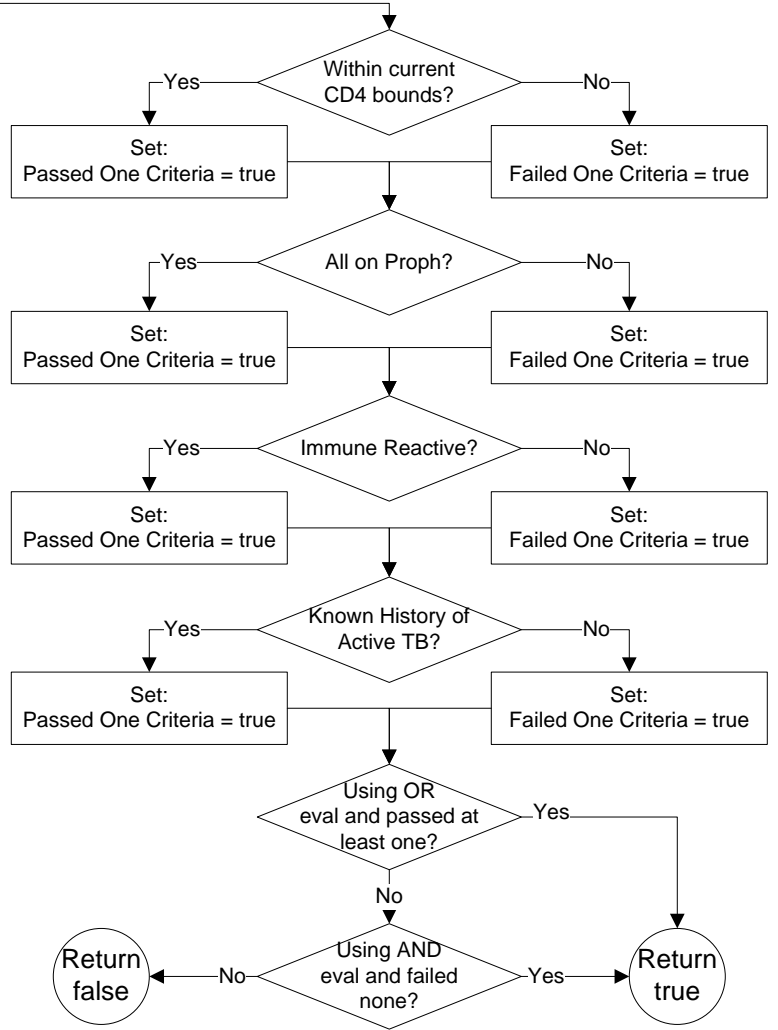 Within current
CD4 bounds?
Yes
No
Set:
Passed One Criteria = true
Set:
Failed One Criteria = true
All on Proph?
Yes
No
Set:
Passed One Criteria = true
Set:
Failed One Criteria = true
Immune Reactive?
Yes
No
Set:
Passed One Criteria = true
Set:
Failed One Criteria = true
Known History of
Active TB?
Yes
No
Set:
Passed One Criteria = true
Set:
Failed One Criteria = true
Using OR
eval and passed at
least one?
Yes
No
Using AND
eval and failed
none?
No
Yes
Return
false
Return
true